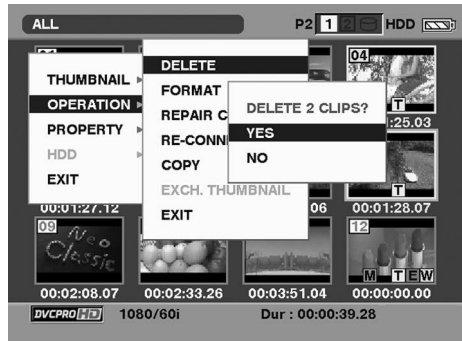 ALL P2 1 2 HDD
04
THUMBNAIL
OPERATION
PROPERTY
HDD
EXIT
DELETE
FORMAT
REPAIR C
RE-CONN
COPY
EXCH. THUMBNAIL
EXIT
DELETE 2 CLIPS?
YES
NO
T
:25.03
T
00:01:27.12 06 00:01:28.07
09 Neo Classic
12
M T E W
00:02:08.07 00:02:33.26 00:03:51.04 00:00:00.00
DVCPRO HD 1080/60i Dur : 00:00:39.28